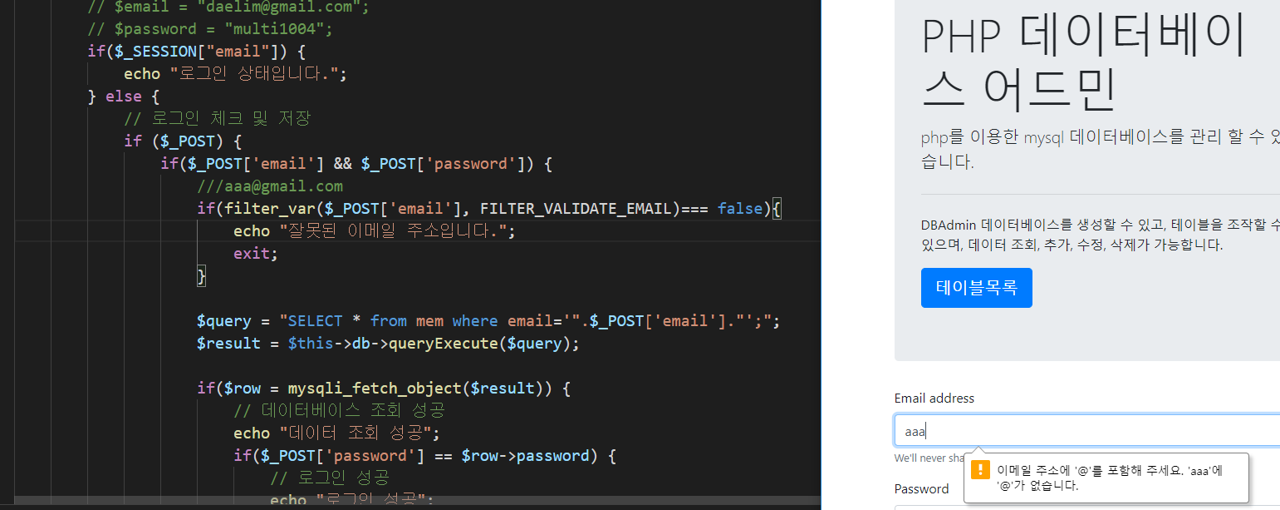 // $email = "daelim@gmail.com";
// $password = "multi1004";
if($_SESSION["email"]) {
echo "로그인 상태입니다.";
} else {
// 로그인 체크 및 저장
if ($_POST) {
if($_POST['email'] && $_POST['password']) {
///aaa@gmail.com
if(filter_var($_POST['email'], FILTER_VALIDATE_EMAIL)=== false){
echo "잘못된 이메일 주소입니다.";
exit;
}
$query = "SELECT * from mem where email='".$_POST['email']."';";
$result = $this->db->queryExecute($query);
if($row = mysqli_fetch_object($result)) {
// 데이터베이스 조회 성공
echo "데이터 조회 성공";
if($_POST['password'] == $row->password) {
// 로그인 성공
echo "로그인 성공";
PHP 데이터베이
스 어드민
php를 이용한 mysql 데이터베이스를 관리 할 수 있
습니다.
DBAdmin 데이터베이스를 생성할 수 있고, 테이블을 조작할 수
있으며, 데이터 조회, 추가, 수정, 삭제가 가능합니다.
테이블목록
Email address
aaa
We'll never sha
이메일 주소에 '@'를 포함해 주세요. 'aaa'에
'@'가 없습니다.
Password